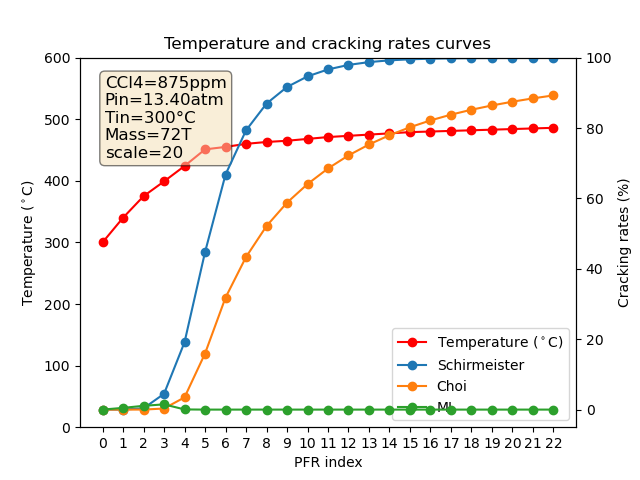 Temperature and cracking rates curves
CCl4=875ppm
Pin=13.40atm
Tin=300°C
Mass=72T
scale=20
600
500
400
300
200
100
0
Temperature (°C)
100
80
60
40
20
0
Cracking rates (%)
Temperature (°C)
Schirmeister
Choi
ML
0 1 2 3 4 5 6 7 8 9 10 11 12 13 14 15 16 17 18 19 20 21 22
PFR index